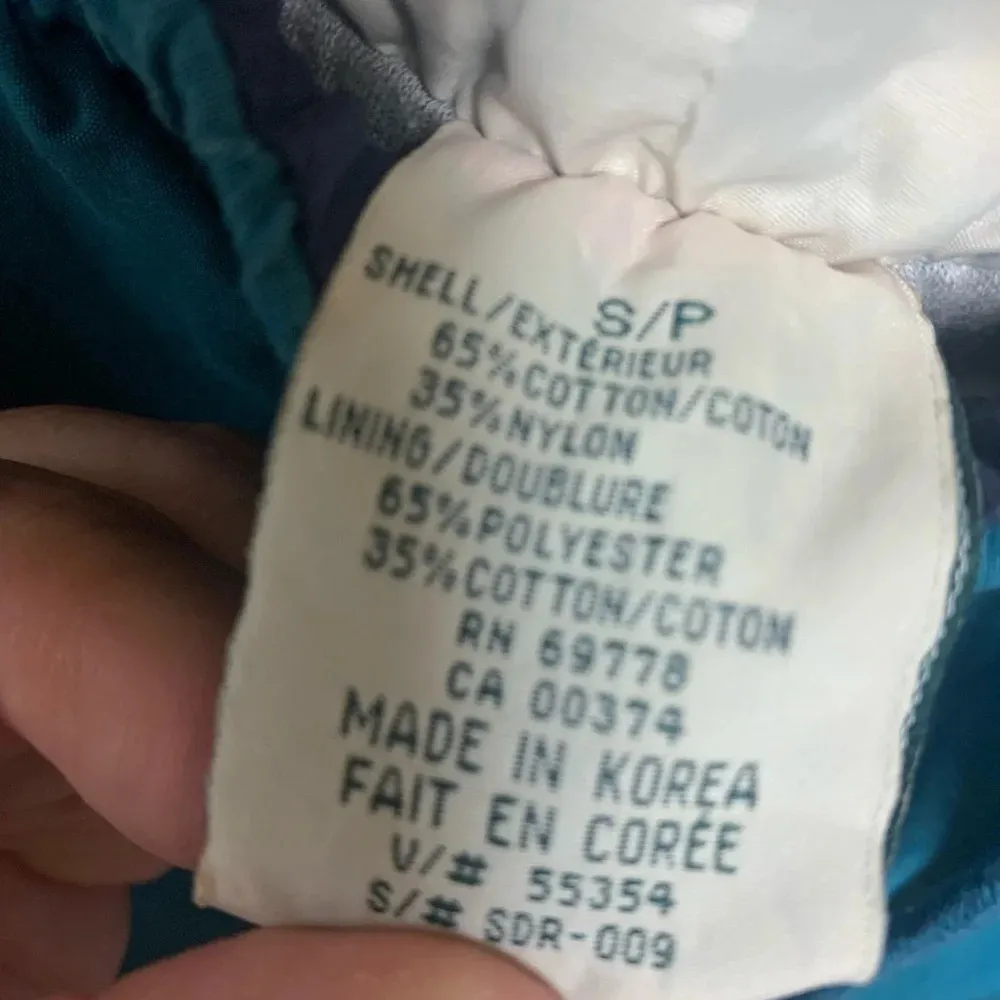 S/P
SHELL/EXTÉRIEUR
65%COTTON/COTON
35%NYLON
LINING/DOUBLURE
65%POLYESTER
35%COTTON/COTON
RN 69778
CA 00374
MADE IN KOREA
FAIT EN CORÉE
V/# 55354
S/# SDR-009